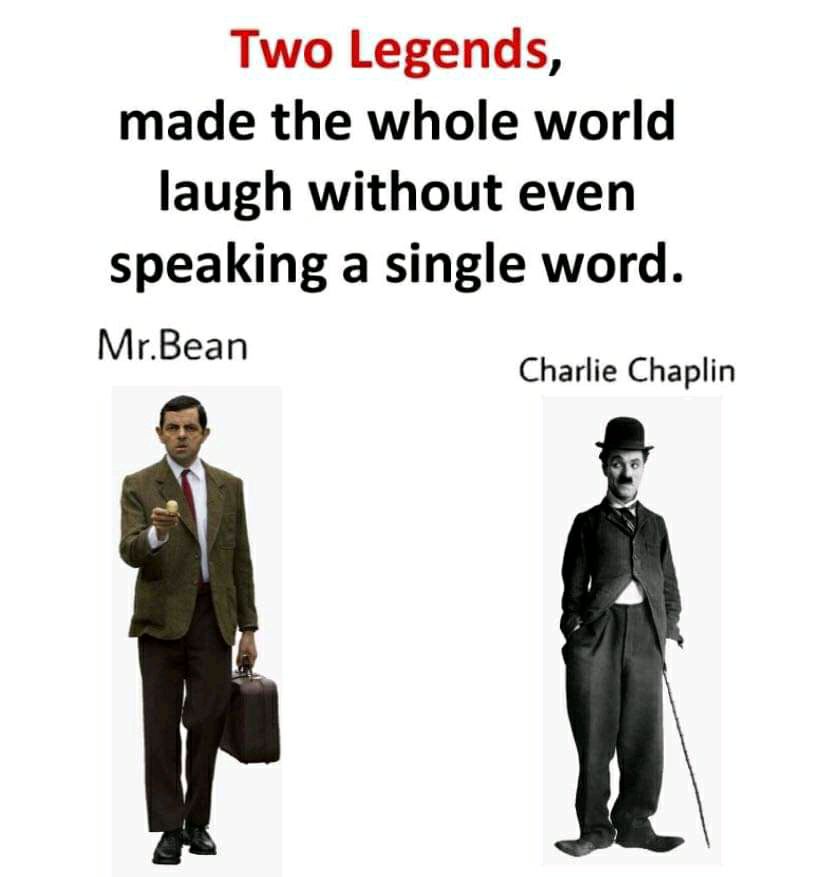 Two Legends,
made the whole world
laugh without even
speaking a single word.
Mr.Bean
Charlie Chaplin